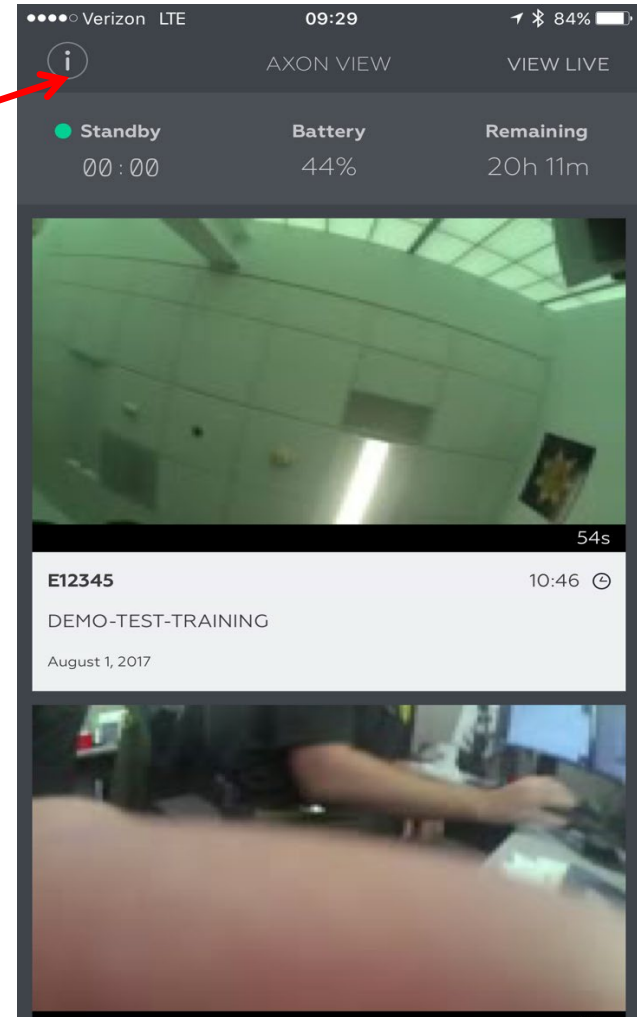 Verizon LTE 09:29 84%
i AXON VIEW VIEW LIVE
Standby Battery Remaining
00:00 44% 20h 11m
54s
E12345 10:46
DEMO-TEST-TRAINING
August 1, 2017